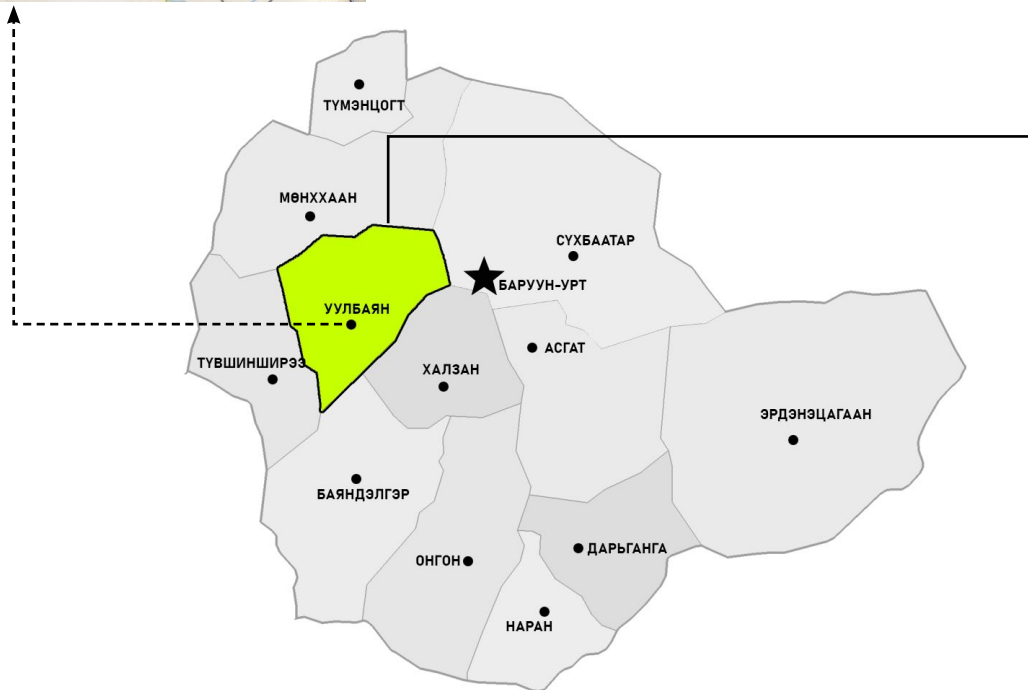 ТҮМЭНЦОГТ
МӨНХХААН
СҮХБААТАР
БАРУУН-УРТ
УУЛБАЯН
ТҮВШИНШИРЭЭ
ХАЛЗАН
АСГАТ
ЭРДЭНЭЦАГААН
БАЯНДЭЛГЭР
ОНГОН
ДАРЬГАНГА
НАРАН